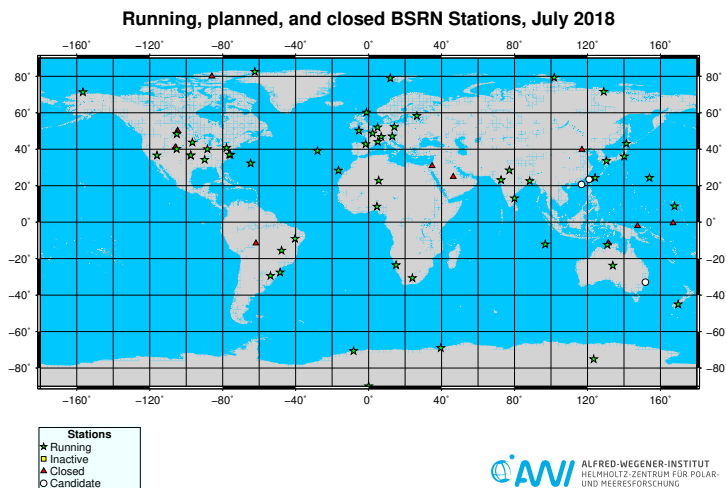 Running, planned, and closed BSRN Stations, July 2018
−160˚ −120˚ −80˚ −40˚ 0˚ 40˚ 80˚ 120˚ 160˚
80˚ 80˚
60˚ 60˚
40˚ 40˚
20˚ 20˚
0˚ 0˚
−20˚ −20˚
−40˚ −40˚
−60˚ −60˚
−80˚ −80˚
−160˚ −120˚ −80˚ −40˚ 0˚ 40˚ 80˚ 120˚ 160˚
Stations
Running
Inactive
Closed
Candidate
AWI
ALFRED-WEGENER-INSTITUT
HELMHOLTZ-ZENTRUM FÜR POLAR-
UND MEERESFORSCHUNG